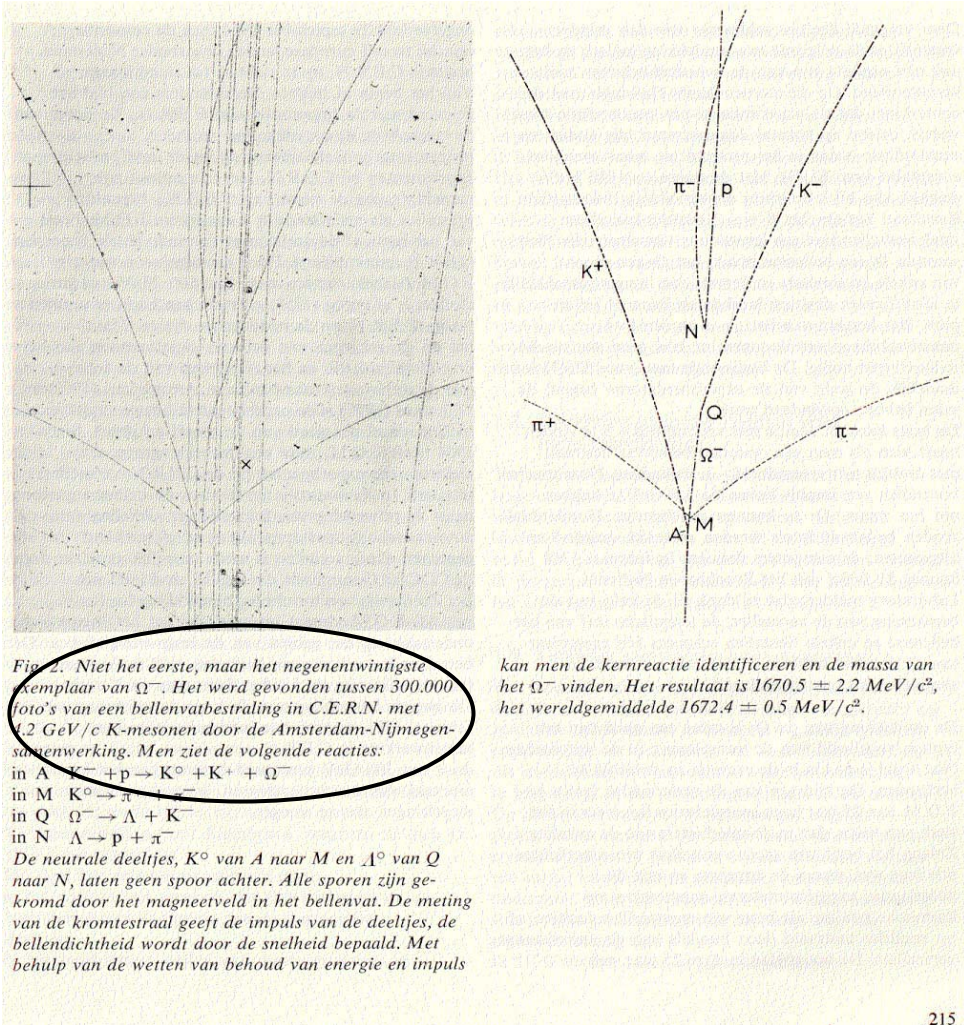 π⁻
p
K⁻
K⁺
N
Q
π⁺
π⁻
Ω⁻
M
A
Fig. 2. Niet het eerste, maar het negenentwintigste
exemplaar van Ω⁻. Het werd gevonden tussen 300.000
foto's van een bellenvatbestraling in C.E.R.N. met
4.2 GeV/c K-mesonen door de Amsterdam-Nijmegen-
samenwerking. Men ziet de volgende reacties:
in A K⁻ + p → K° + K⁺ + Ω⁻
in M K° → π⁺ + π⁻
in Q Ω⁻ → Λ + K⁻
in N Λ → p + π⁻
De neutrale deeltjes, K° van A naar M en Λ° van Q
naar N, laten geen spoor achter. Alle sporen zijn ge-
kromd door het magneetveld in het bellenvat. De meting
van de kromtestraal geeft de impuls van de deeltjes, de
bellendichtheid wordt door de snelheid bepaald. Met
behulp van de wetten van behoud van energie en impuls
kan men de kernreactie identificeren en de massa van
het Ω⁻ vinden. Het resultaat is 1670.5 ± 2.2 MeV/c²,
het wereldgemiddelde 1672.4 ± 0.5 MeV/c².
215